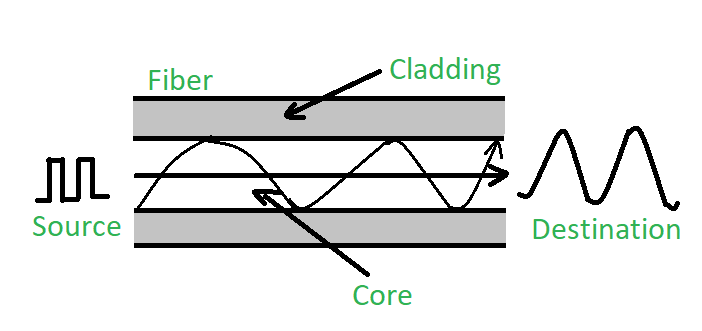 Fiber
Cladding
Source
Destination
Core